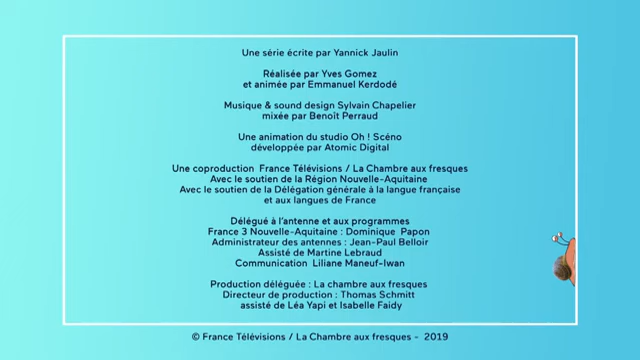 Une série écrite par Yannick Jaulin
Réalisée par Yves Gomez
et animée par Emmanuel Kerdodé
Musique & sound design Sylvain Chapelier
mixée par Benoît Perraud
Une animation du studio Oh ! Scéno
développée par Atomic Digital
Une coproduction France Télévisions / La Chambre aux fresques
Avec le soutien de la Région Nouvelle-Aquitaine
Avec le soutien de la Délégation générale à la langue française
et aux langues de France
Délégué à l'antenne et aux programmes
France 3 Nouvelle-Aquitaine : Dominique Papon
Administrateur des antennes : Jean-Paul Belloir
Assisté de Martine Lebraud
Communication Liliane Maneuf-Iwan
Production déléguée : La chambre aux fresques
Directeur de production : Thomas Schmitt
assisté de Léa Yapi et Isabelle Faidy
© France Télévisions / La Chambre aux fresques - 2019